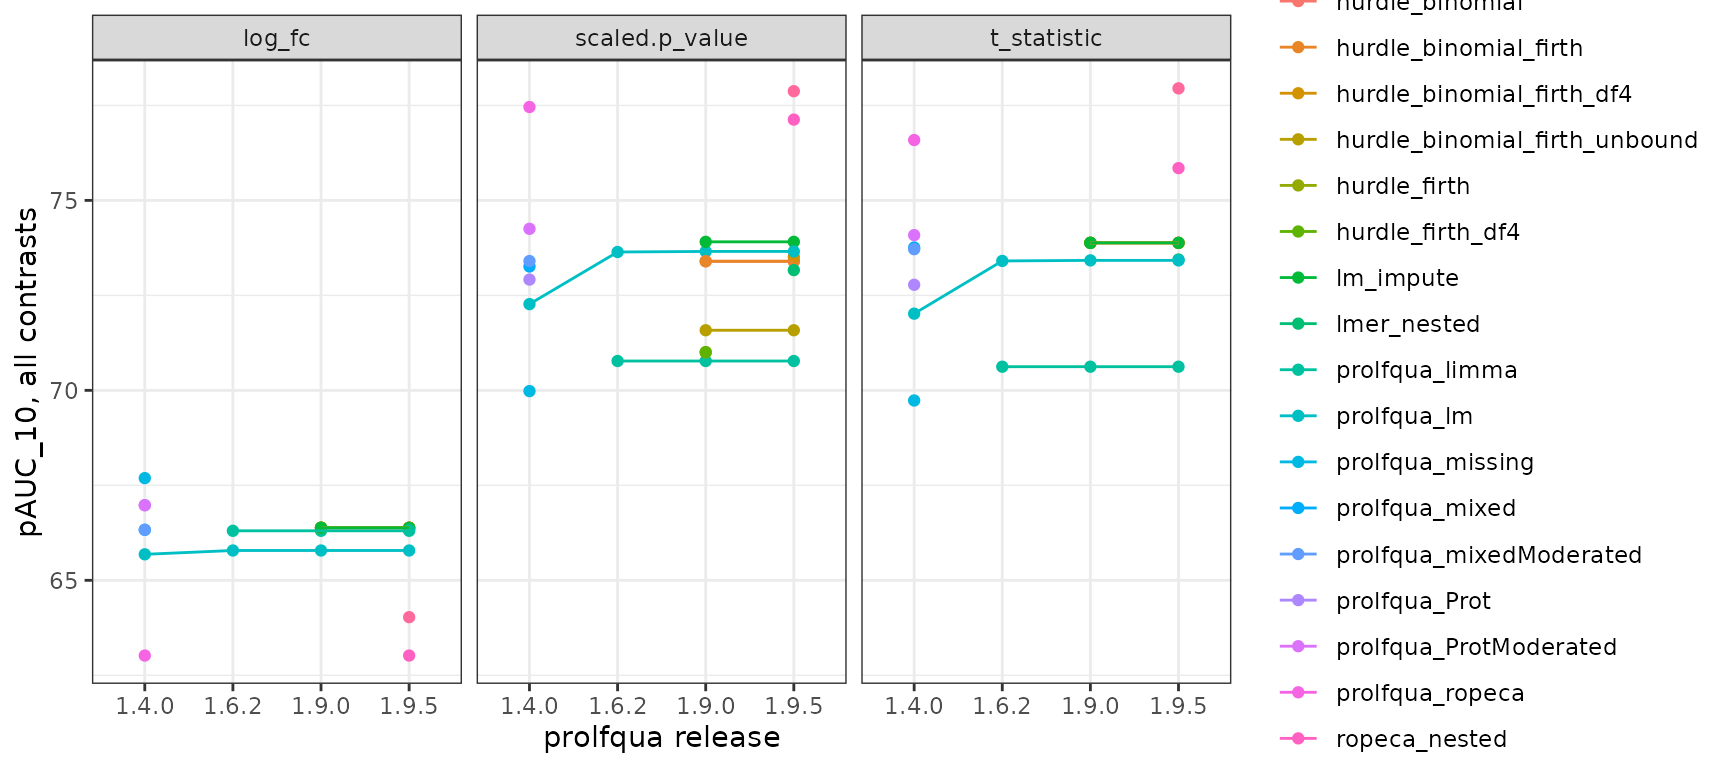 log_fc
scaled.p_value
t_statistic
pAUC_10, all contrasts
75
70
65
1.4.0 1.6.2 1.9.0 1.9.5
1.4.0 1.6.2 1.9.0 1.9.5
1.4.0 1.6.2 1.9.0 1.9.5
prolfqua release
hurdle_binomial
hurdle_binomial_firth
hurdle_binomial_firth_df4
hurdle_binomial_firth_unbound
hurdle_firth
hurdle_firth_df4
lm_impute
lmer_nested
prolfqua_limma
prolfqua_lm
prolfqua_missing
prolfqua_mixed
prolfqua_mixedModerated
prolfqua_Prot
prolfqua_ProtModerated
prolfqua_ropeca
ropeca_nested